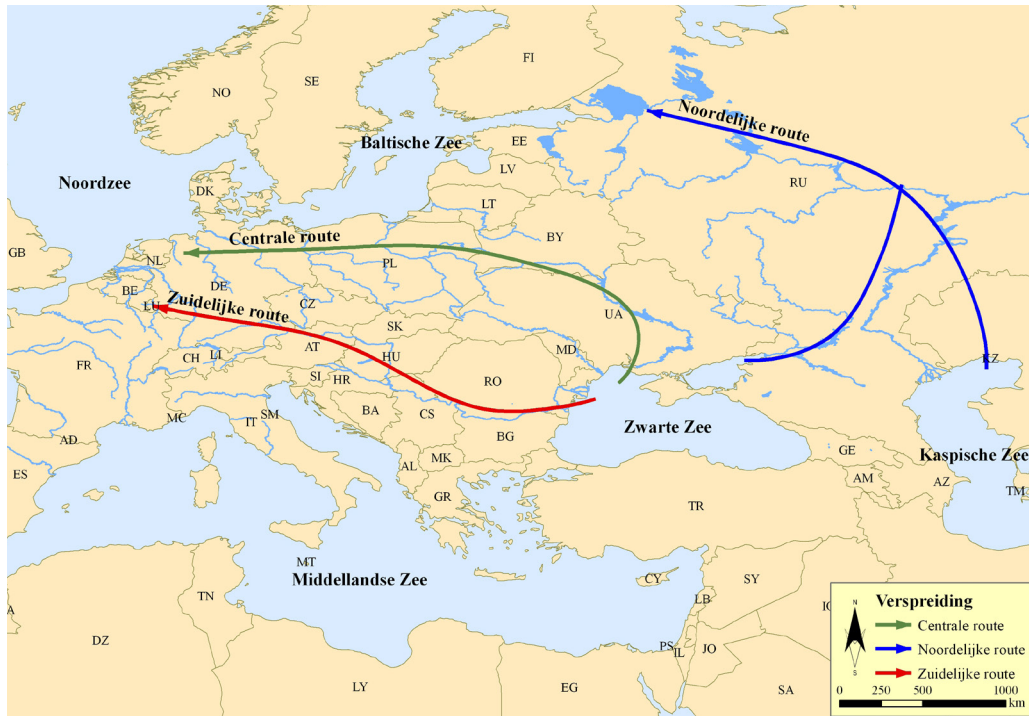 FI
NO
SE
Noordelijke route
Baltische Zee
EE
LV
Noordzee
DK
RU
LT
GB
Centrale route
BY
NL
PL
BE
DE
LU
Zuidelijke route
CZ
UA
SK
FR
CH
LI
AT
HU
MD
KZ
SI
HR
RO
MC
IT
SM
BA
CS
Zwarte Zee
AD
BG
GE
Kaspische Zee
ES
AL
MK
AM
AZ
TM
GR
TR
MT
Middellandse Zee
CY
SY
TN
LB
A
DZ
PS
IL
JO
LY
EG
SA
Verspreiding
N
S
Centrale route
Noordelijke route
Zuidelijke route
0 250 500 1000
km